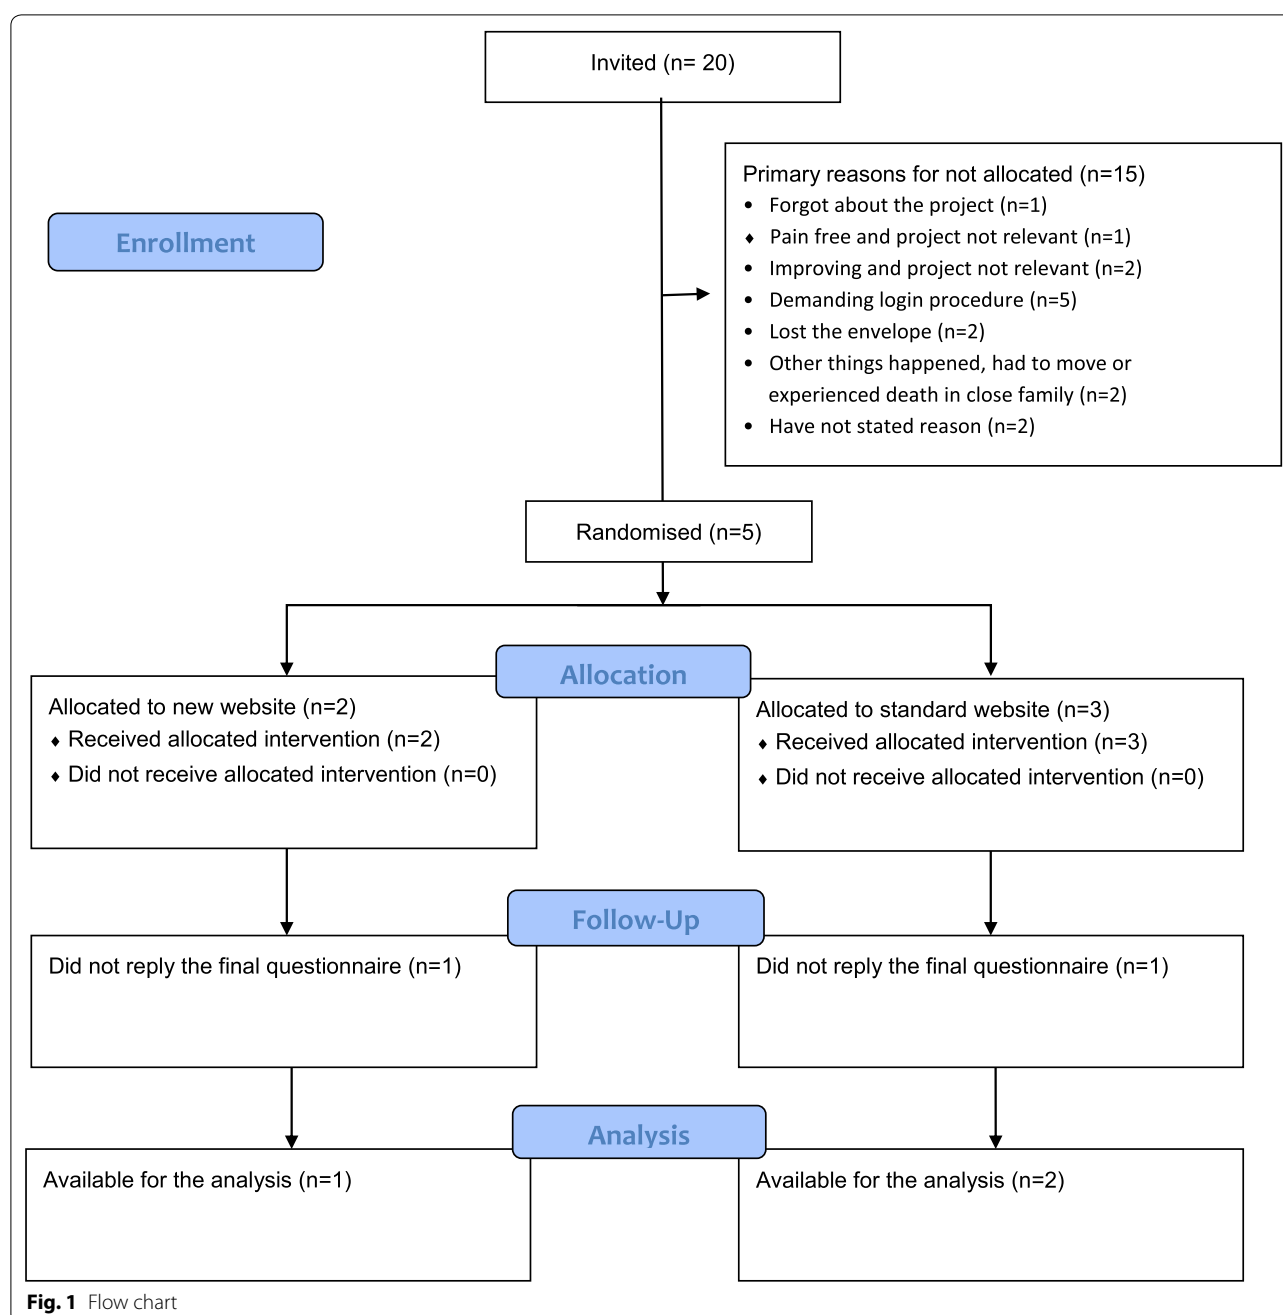 Invited (n= 20)
Primary reasons for not allocated (n=15)
• Forgot about the project (n=1)
♦ Pain free and project not relevant (n=1)
• Improving and project not relevant (n=2)
• Demanding login procedure (n=5)
• Lost the envelope (n=2)
• Other things happened, had to move or
experienced death in close family (n=2)
• Have not stated reason (n=2)
Enrollment
Randomised (n=5)
Allocation
Allocated to new website (n=2)
♦ Received allocated intervention (n=2)
♦ Did not receive allocated intervention (n=0)
Allocated to standard website (n=3)
♦ Received allocated intervention (n=3)
♦ Did not receive allocated intervention (n=0)
Follow-Up
Did not reply the final questionnaire (n=1)
Did not reply the final questionnaire (n=1)
Analysis
Available for the analysis (n=1)
Available for the analysis (n=2)
Fig. 1 Flow chart